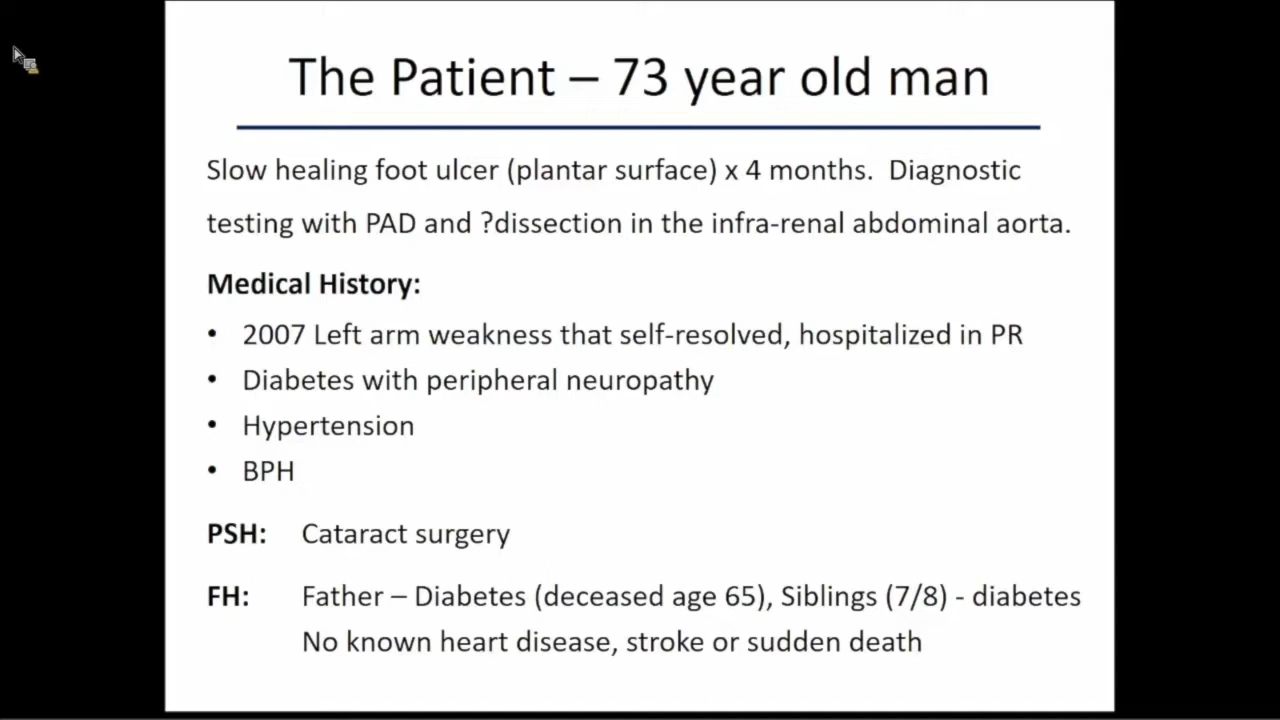 The Patient – 73 year old man
Slow healing foot ulcer (plantar surface) x 4 months.  Diagnostic
testing with PAD and ?dissection in the infra-renal abdominal aorta.
Medical History:
• 2007 Left arm weakness that self-resolved, hospitalized in PR
• Diabetes with peripheral neuropathy
• Hypertension
• BPH
PSH: Cataract surgery
FH: Father – Diabetes (deceased age 65), Siblings (7/8) - diabetes
No known heart disease, stroke or sudden death